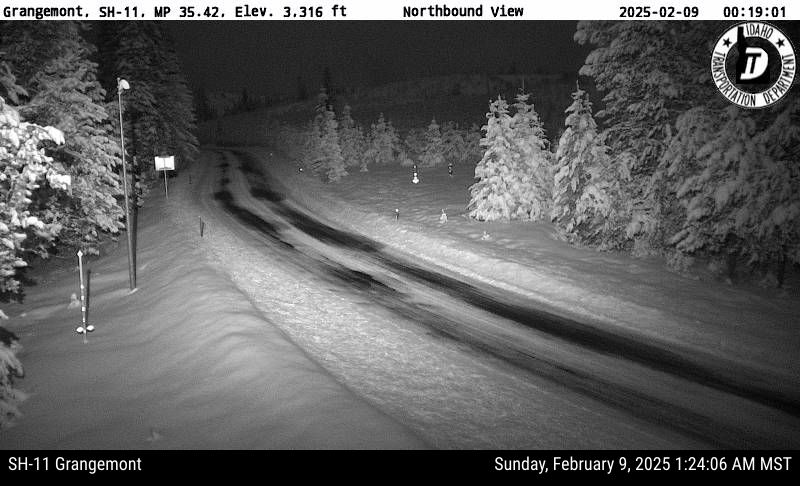 Grangemont, SH-11, MP 35.42, Elev. 3,316 ft Northbound View 2025-02-09 00:19:01
IDAHO
TRANSPORTATION DEPARTMENT
SH-11 Grangemont Sunday, February 9, 2025 1:24:06 AM MST